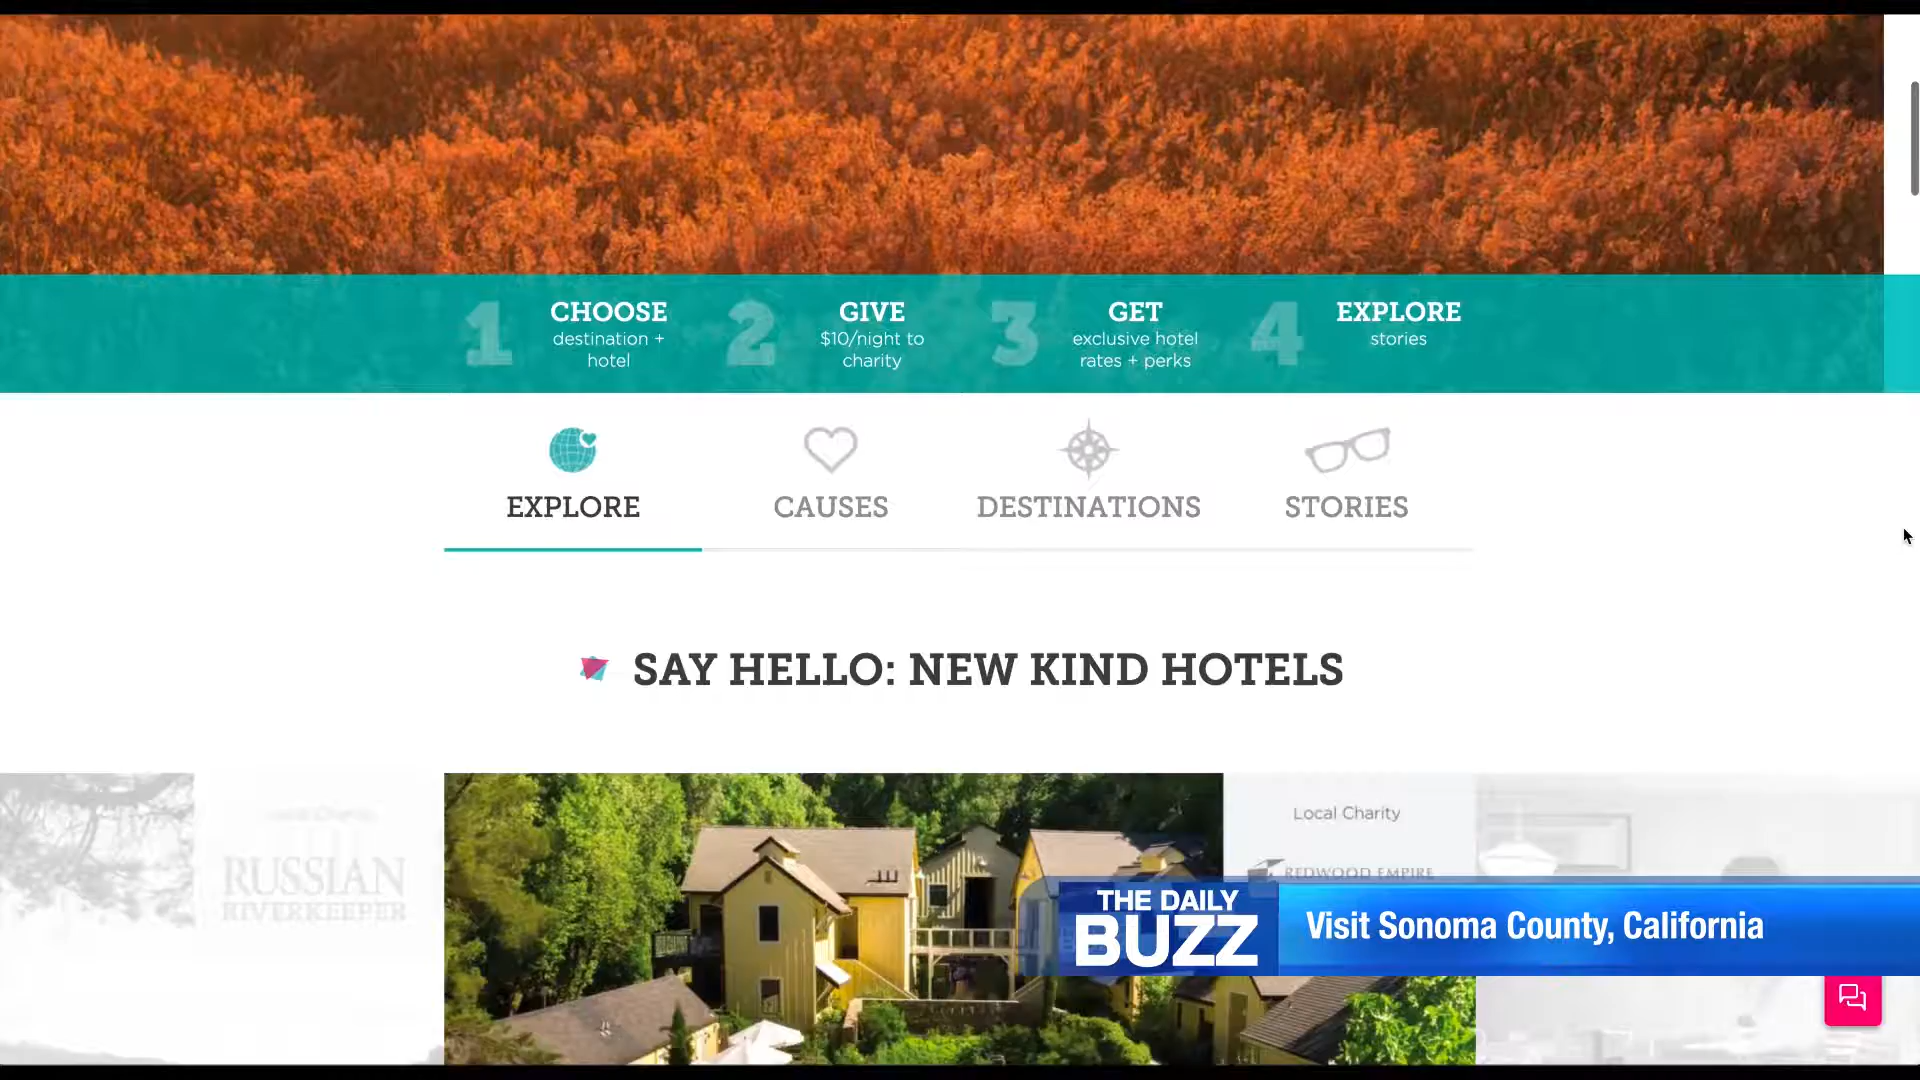 1
CHOOSE
destination +
hotel
2
GIVE
$10/night to
charity
3
GET
exclusive hotel
rates + perks
4
EXPLORE
stories
EXPLORE
CAUSES
DESTINATIONS
STORIES
SAY HELLO: NEW KIND HOTELS
RUSSIAN
RIVERKEEPER
Local Charity
REDWOOD EMPIRE
THE DAILY
BUZZ
Visit Sonoma County, California